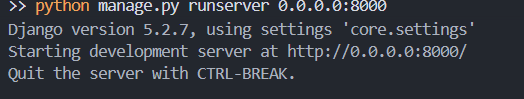 >> python manage.py runserver 0.0.0.0:8000
Django version 5.2.7, using settings 'core.settings'
Starting development server at http://0.0.0.0:8000/
Quit the server with CTRL-BREAK.